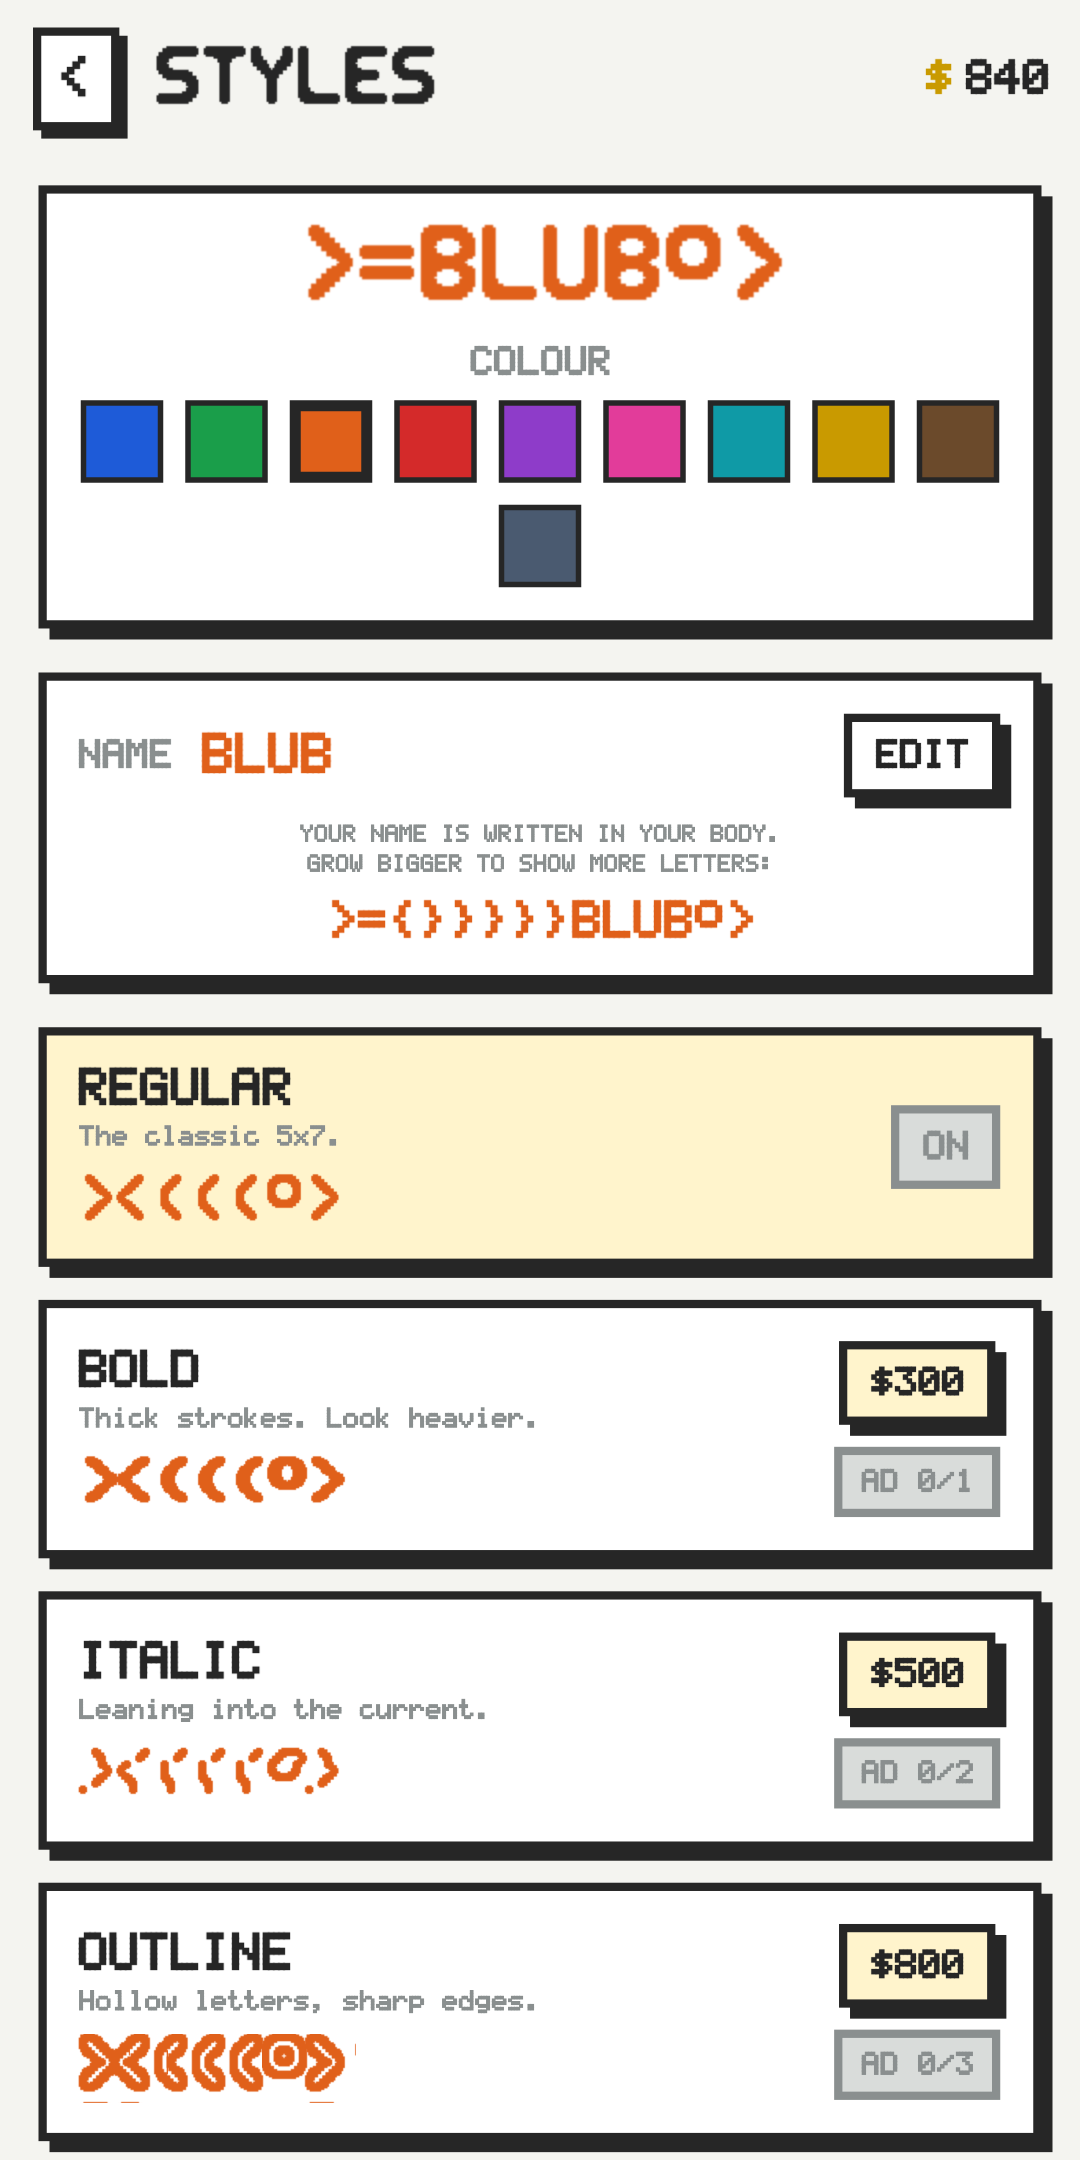 <
STYLES
$ 840
>=BLUBº>
COLOUR
NAME BLUB
EDIT
YOUR NAME IS WRITTEN IN YOUR BODY.
GROW BIGGER TO SHOW MORE LETTERS:
>={}}}}}BLUBº>
REGULAR
The classic 5x7.
ON
><(((º>
BOLD
Thick strokes. Look heavier.
$300
><(((º>
AD 0/1
ITALIC
Leaning into the current.
$500
><(((º>
AD 0/2
OUTLINE
Hollow letters, sharp edges.
$800
><(((º>
AD 0/3